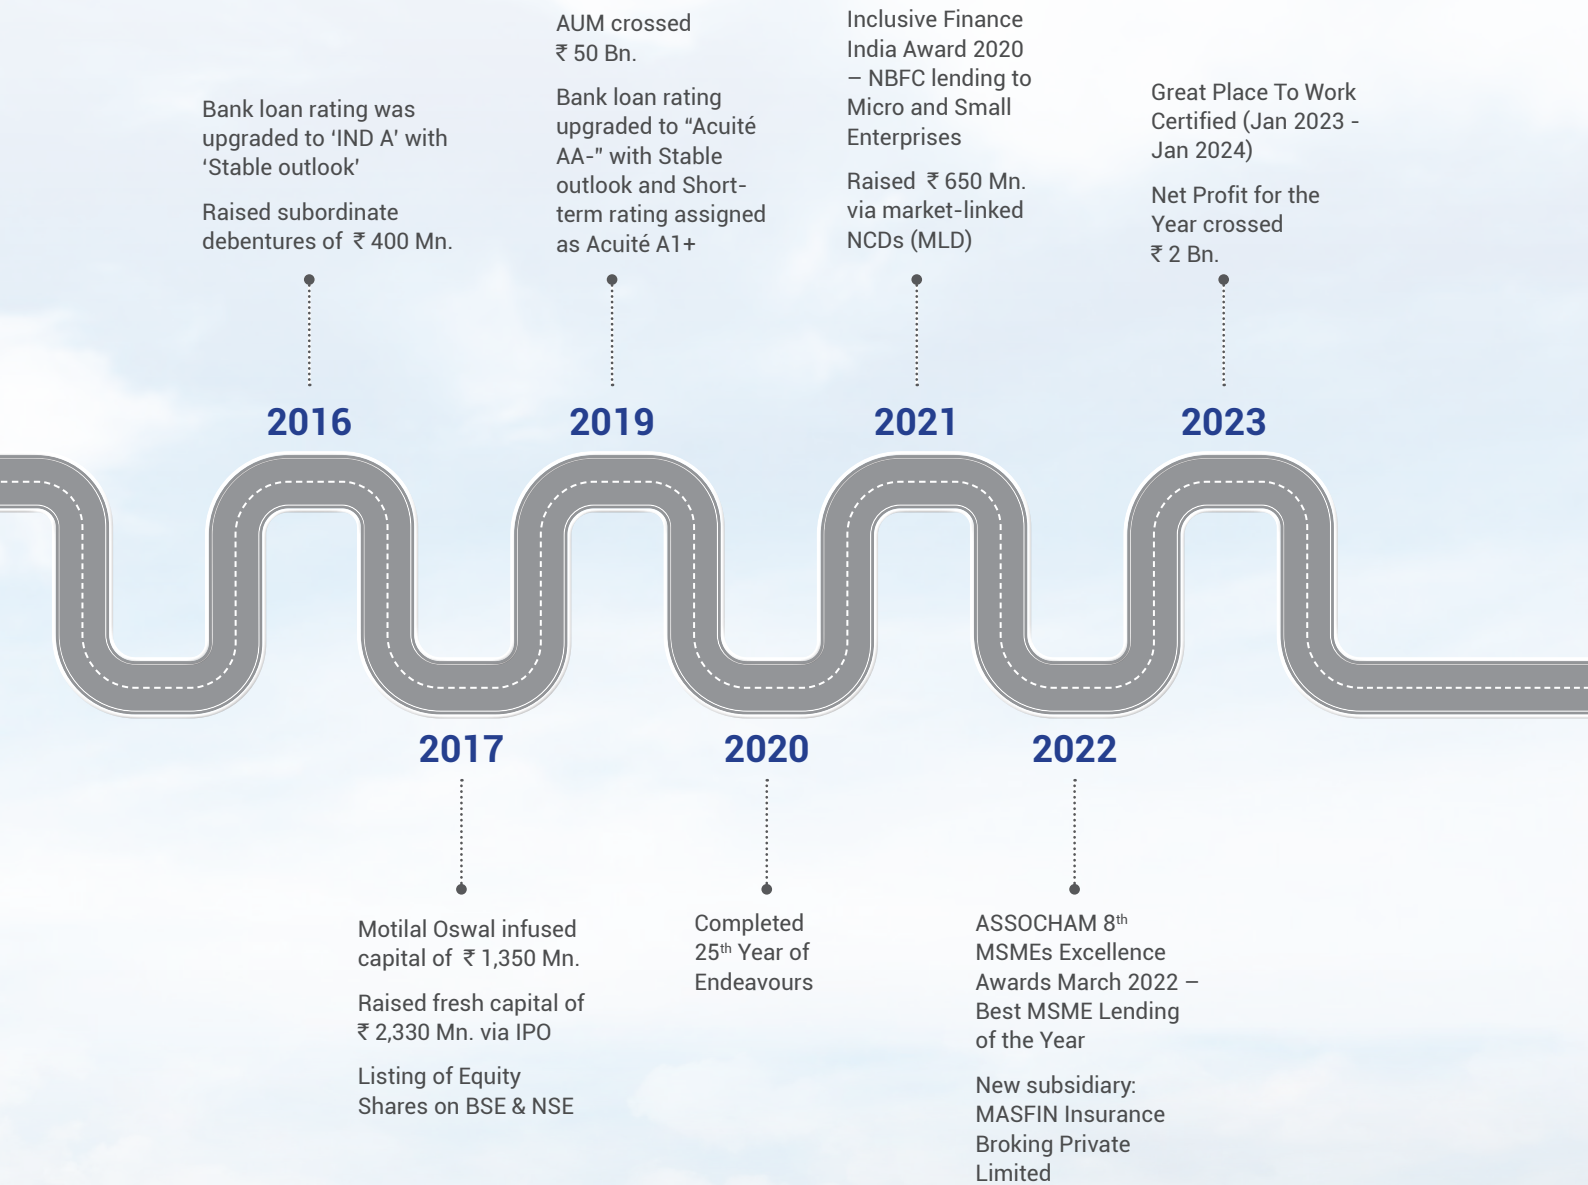 Bank loan rating was
upgraded to ‘IND A’ with
‘Stable outlook’
Raised subordinate
debentures of ₹ 400 Mn.
2016
AUM crossed
₹ 50 Bn.
Bank loan rating
upgraded to “Acuité
AA-” with Stable
outlook and Short-
term rating assigned
as Acuité A1+
2019
Inclusive Finance
India Award 2020
– NBFC lending to
Micro and Small
Enterprises
Raised ₹ 650 Mn.
via market-linked
NCDs (MLD)
2021
Great Place To Work
Certified (Jan 2023 -
Jan 2024)
Net Profit for the
Year crossed
₹ 2 Bn.
2023
2017
Motilal Oswal infused
capital of ₹ 1,350 Mn.
Raised fresh capital of
₹ 2,330 Mn. via IPO
Listing of Equity
Shares on BSE & NSE
2020
Completed
25th Year of
Endeavours
2022
ASSOCHAM 8th
MSMEs Excellence
Awards March 2022 –
Best MSME Lending
of the Year
New subsidiary:
MASFIN Insurance
Broking Private
Limited